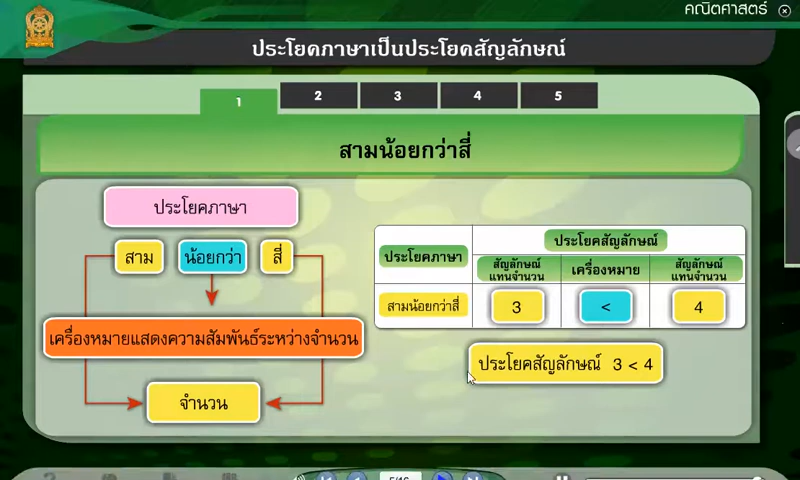 คณิตศาสตร์
ประโยคภาษาเป็นประโยคสัญลักษณ์
1 2 3 4 5
สามน้อยกว่าสี่
ประโยคภาษา
สาม น้อยกว่า สี่
เครื่องหมายแสดงความสัมพันธ์ระหว่างจำนวน
จำนวน
ประโยคภาษา
ประโยคสัญลักษณ์
สัญลักษณ์
แทนจำนวน
เครื่องหมาย
สัญลักษณ์
แทนจำนวน
สามน้อยกว่าสี่ 3 < 4
ประโยคสัญลักษณ์ 3 < 4